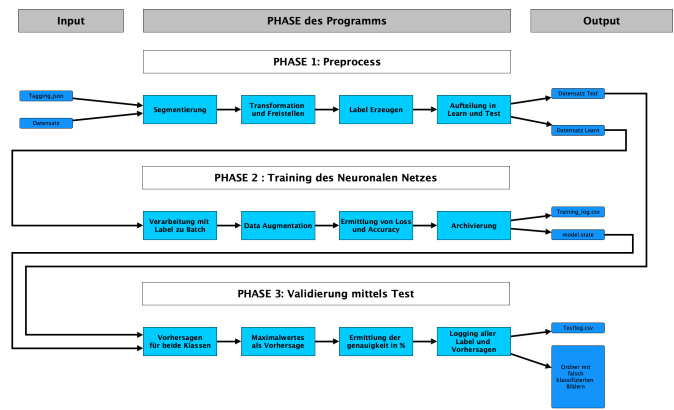 Input
PHASE des Programms
Output
PHASE 1: Preprocess
Tagging.json
Datensatz
Segmentierung
Transformation
und Freistellen
Label Erzeugen
Aufteilung in
Learn und Test
Datensatz Test
Datensatz Learn
PHASE 2 : Training des Neuronalen Netzes
Verarbeitung mit
Label zu Batch
Data Augmentation
Ermittlung von Loss
und Accuracy
Archivierung
Training_log.csv
model.state
PHASE 3: Validierung mittels Test
Vorhersagen
für beide Klassen
Maximalwertes
als Vorhersage
Ermittlung der
genauigkeit in %
Logging aller
Label und
Vorhersagen
Testlog.csv
Ordner mit
falsch
klassifizierten
Bildern